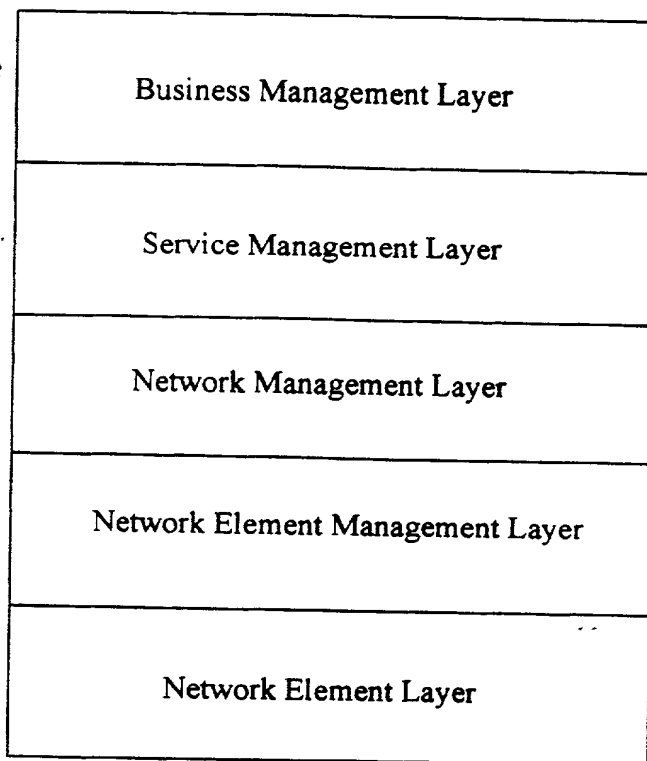 Business Management Layer
Service Management Layer
Network Management Layer
Network Element Management Layer
Network Element Layer